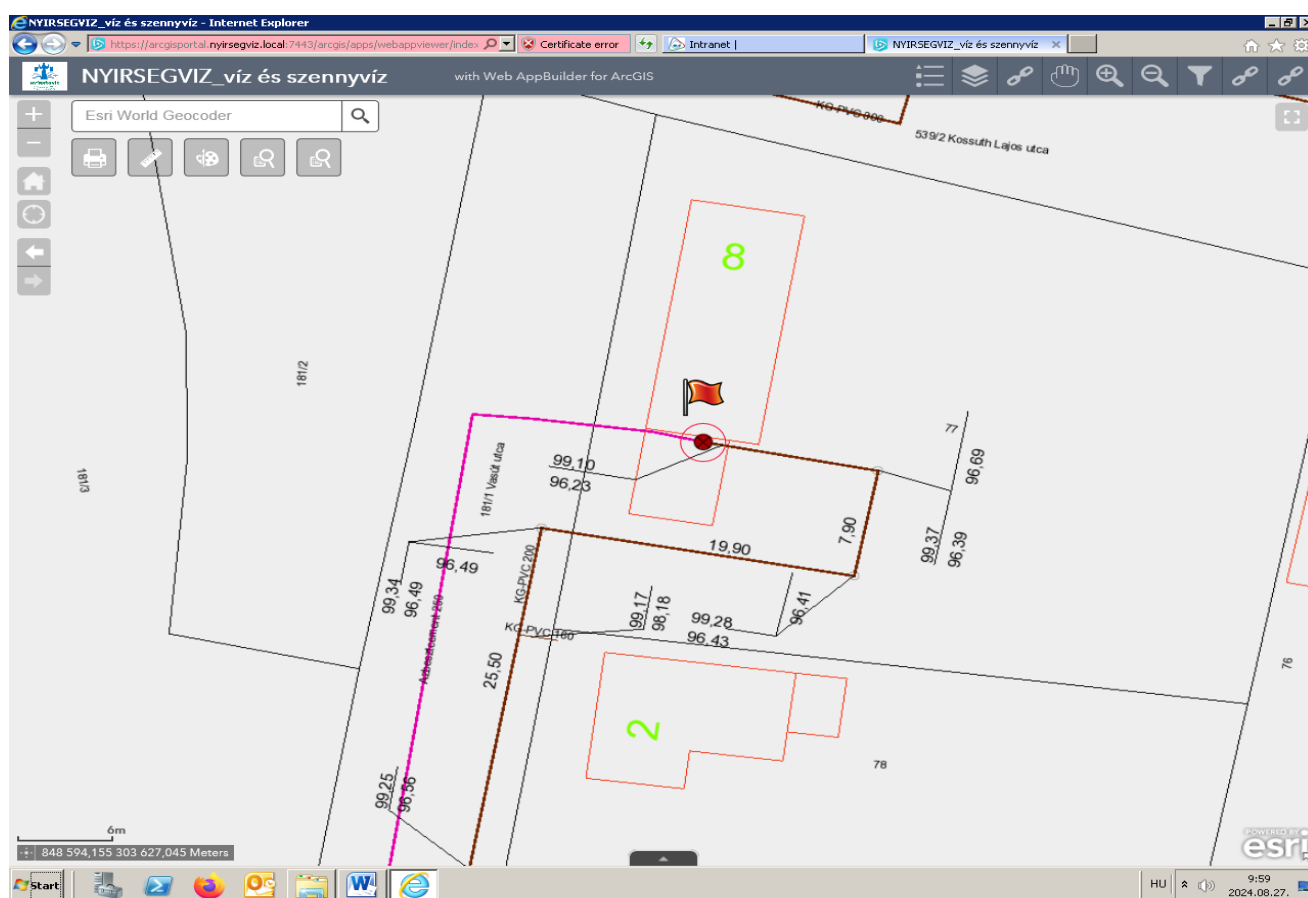 NYIRSEGVIZ_víz és szennyvíz - Internet Explorer
https://arcgisportal.nyirsegviz.local:7443/arcgis/apps/webappviewer/index
Certificate error
Intranet |
NYIRSEGVIZ_víz és szennyvíz
NYIRSEGVIZ_víz és szennyvíz
with Web AppBuilder for ArcGIS
Esri World Geocoder
KG-PVC 300
539/2 Kossuth Lajos utca
8
181/2
181/3
77
96,69
99,10
96,23
181/1 Vasút utca
7,90
99,37
96,39
19,90
96,49
KG-PVC 200
99,34
96,49
99,17
98,18
99,28
96,43
96,41
KG-PVC 160
25,50
76
2
78
99,25
96,56
6m
848 594,155 303 627,045 Meters
POWERED BY
esri
Start
HU
9:59
2024.08.27.